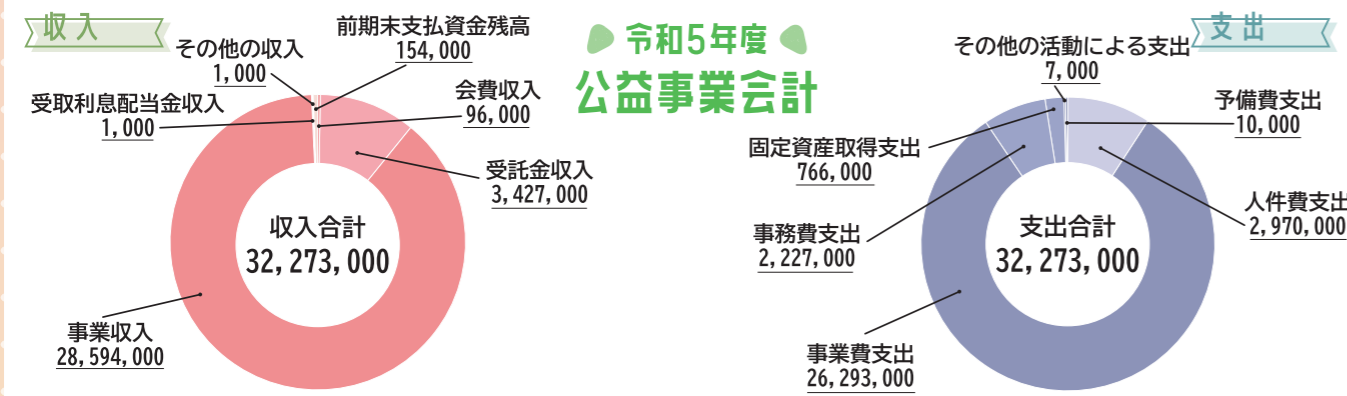 収入
令和5年度
公益事業会計
支出
その他の収入
1,000
前期末支払資金残高
154,000
受取利息配当金収入
1,000
会費収入
96,000
受託金収入
3,427,000
収入合計
32,273,000
事業収入
28,594,000
その他の活動による支出
7,000
予備費支出
10,000
固定資産取得支出
766,000
人件費支出
2,970,000
事務費支出
2,227,000
支出合計
32,273,000
事業費支出
26,293,000